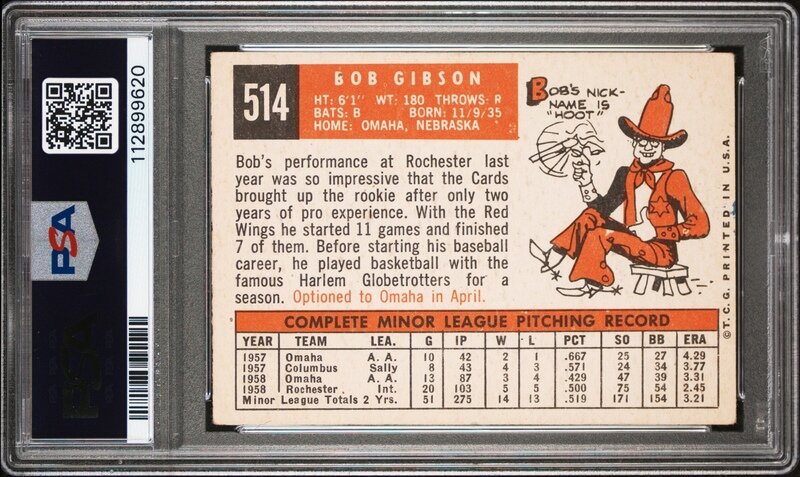 112899620
PSA
PSA
514
BOB GIBSON
HT: 6'1" WT: 180 THROWS: R
BATS: B BORN: 11/9/35
HOME: OMAHA, NEBRASKA
Bob's performance at Rochester last
year was so impressive that the Cards
brought up the rookie after only two
years of pro experience. With the Red
Wings he started 11 games and finished
7 of them. Before starting his baseball
career, he played basketball with the
famous Harlem Globetrotters for a
season. Optioned to Omaha in April.
BOB'S NICK-
NAME IS
"HOOT"
©T.C.G. PRINTED IN U.S.A.
COMPLETE MINOR LEAGUE PITCHING RECORD
YEAR TEAM LEA. G IP W L PCT SO BB ERA
1957 Omaha A. A. 10 42 2 1 .667 25 27 4.29
1957 Columbus Sally 8 43 4 3 .571 24 34 3.77
1958 Omaha A. A. 13 87 3 4 .429 47 39 3.31
1958 Rochester Int. 20 103 5 5 .500 75 54 2.45
Minor League Totals 2 Yrs. 51 275 14 13 .519 171 154 3.21